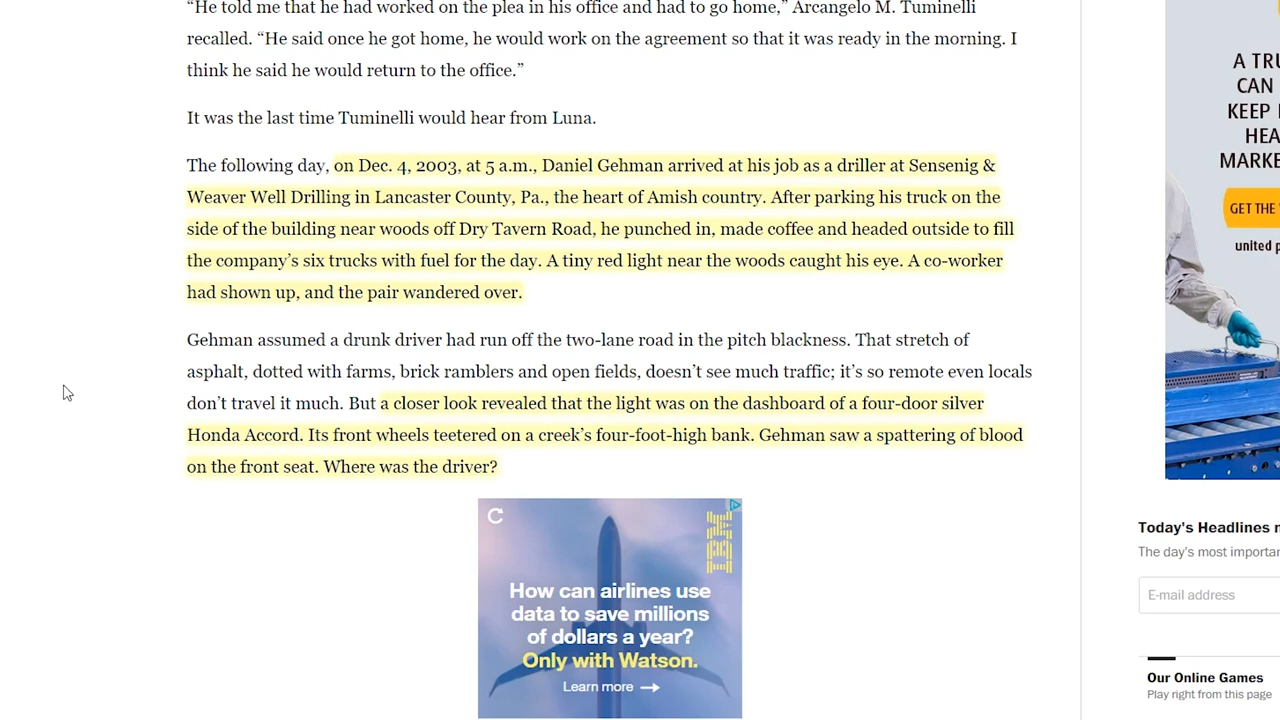 “He told me that he had worked on the plea in his office and had to go home,” Arcangelo M. Tuminelli
recalled. “He said once he got home, he would work on the agreement so that it was ready in the morning. I
think he said he would return to the office.”
It was the last time Tuminelli would hear from Luna.
The following day, on Dec. 4, 2003, at 5 a.m., Daniel Gehman arrived at his job as a driller at Sensenig &
Weaver Well Drilling in Lancaster County, Pa., the heart of Amish country. After parking his truck on the
side of the building near woods off Dry Tavern Road, he punched in, made coffee and headed outside to fill
the company’s six trucks with fuel for the day. A tiny red light near the woods caught his eye. A co-worker
had shown up, and the pair wandered over.
Gehman assumed a drunk driver had run off the two-lane road in the pitch blackness. That stretch of
asphalt, dotted with farms, brick ramblers and open fields, doesn’t see much traffic; it’s so remote even locals
don’t travel it much. But a closer look revealed that the light was on the dashboard of a four-door silver
Honda Accord. Its front wheels teetered on a creek’s four-foot-high bank. Gehman saw a spattering of blood
on the front seat. Where was the driver?
IBM
How can airlines use
data to save millions
of dollars a year?
Only with Watson.
Learn more →
A TRU
CAN
KEEP
HEA
MARKE
GET THE
united p
Today's Headlines
The day's most importa
E-mail address
Our Online Games
Play right from this page